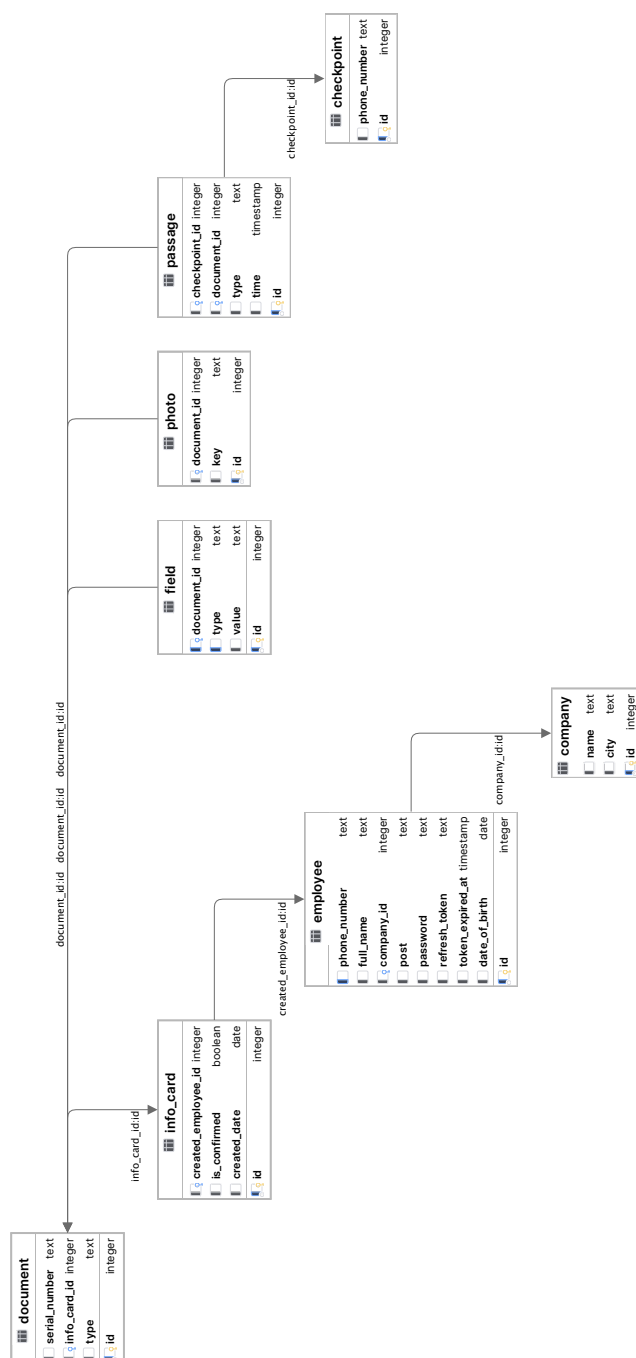 document
serial_number text
info_card_id integer
type text
id integer
document_id:id document_id:id document_id:id
info_card_id:id
info_card
created_employee_id integer
is_confirmed boolean
created_date date
id integer
created_employee_id:id
employee
phone_number text
full_name text
company_id integer
post text
password text
refresh_token text
token_expired_at timestamp
date_of_birth date
id integer
company_id:id
company
name text
city text
id integer
field
document_id integer
type text
value text
id integer
photo
document_id integer
key text
id integer
passage
checkpoint_id integer
document_id integer
type text
time timestamp
id integer
checkpoint_id:id
checkpoint
phone_number text
id integer